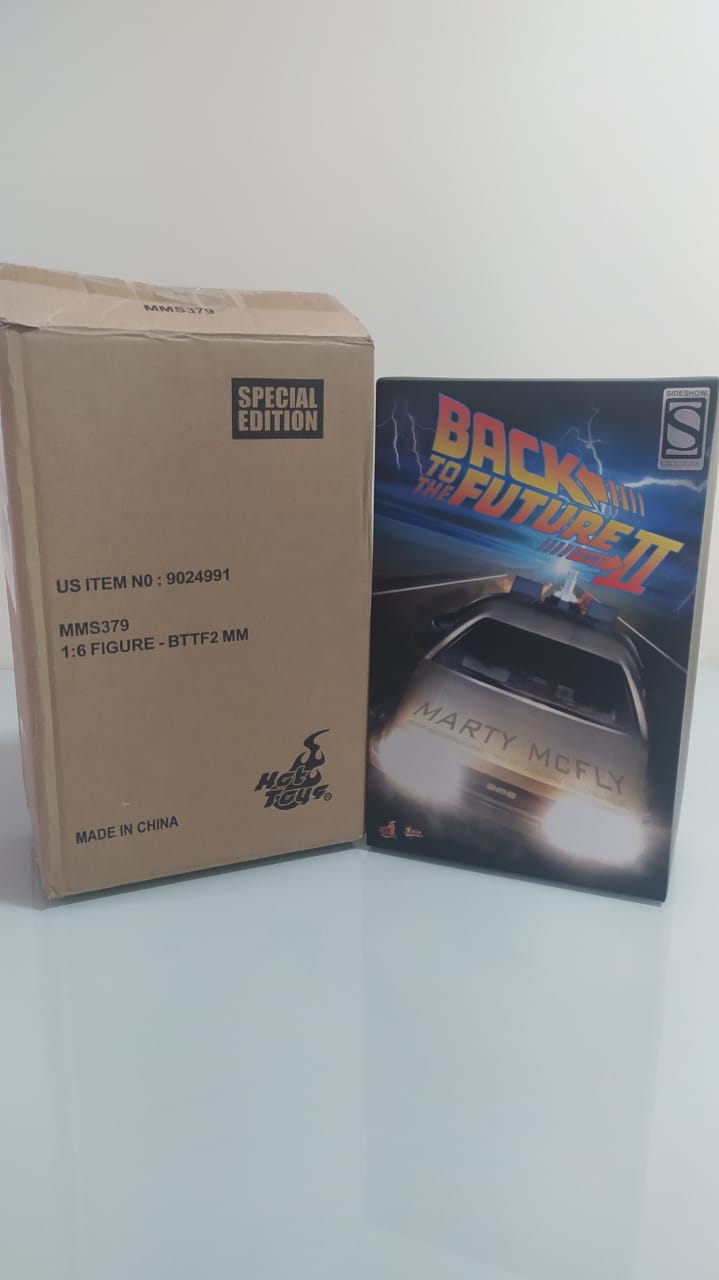 MMS379
SPECIAL
EDITION
US ITEM N0 : 9024991
MMS379
1:6 FIGURE - BTTF2 MM
Hot
Toys®
MADE IN CHINA
SIDESHOW
S
EXCLUSIVE
BACK
TO THE
FUTURE II
MARTY MCFLY